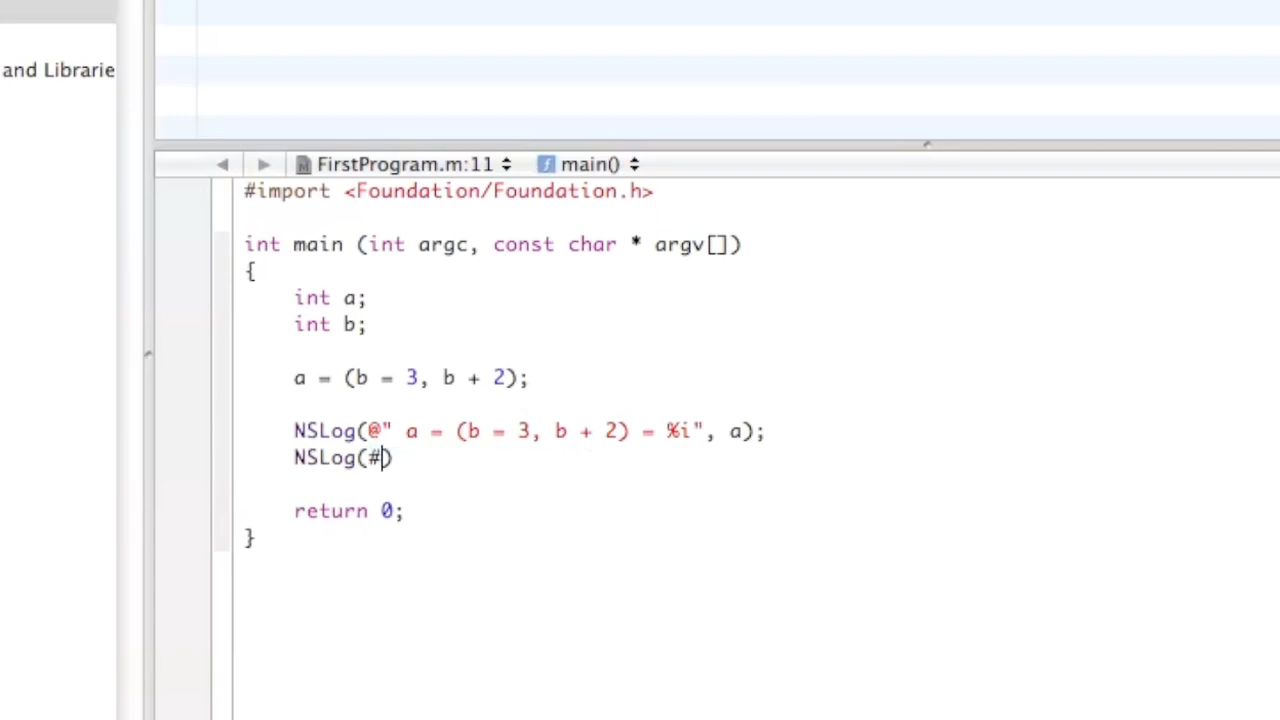 and Librarie
FirstProgram.m:11 main()
#import <Foundation/Foundation.h>
int main (int argc, const char * argv[])
{
int a;
int b;
a = (b = 3, b + 2);
NSLog(@" a = (b = 3, b + 2) = %i", a);
NSLog(#)
return 0;
}